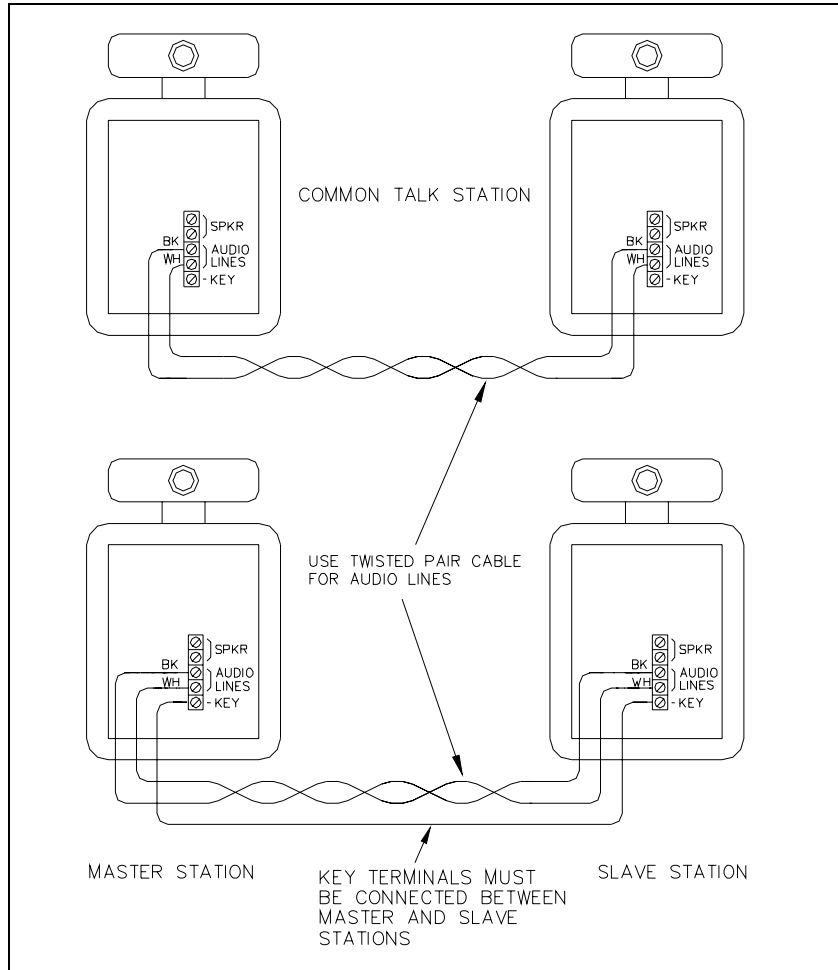 COMMON TALK STATION
SPKR
BK
AUDIO
WH
LINES
-KEY
SPKR
BK
AUDIO
WH
LINES
-KEY
USE TWISTED PAIR CABLE
FOR AUDIO LINES
SPKR
BK
AUDIO
WH
LINES
-KEY
SPKR
BK
AUDIO
WH
LINES
-KEY
MASTER STATION
KEY TERMINALS MUST
BE CONNECTED BETWEEN
MASTER AND SLAVE
STATIONS
SLAVE STATION